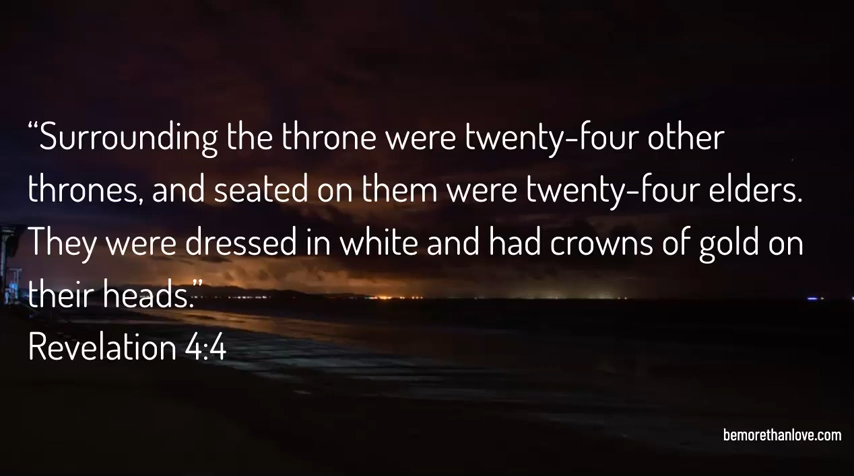 “Surrounding the throne were twenty-four other
thrones, and seated on them were twenty-four elders.
They were dressed in white and had crowns of gold on
their heads.”
Revelation 4:4
bemorethanlove.com